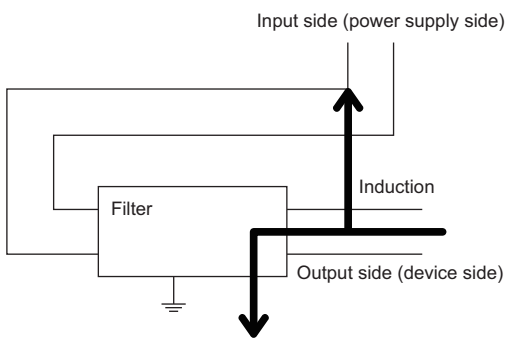 Input side (power supply side)
Induction
Filter
Output side (device side)